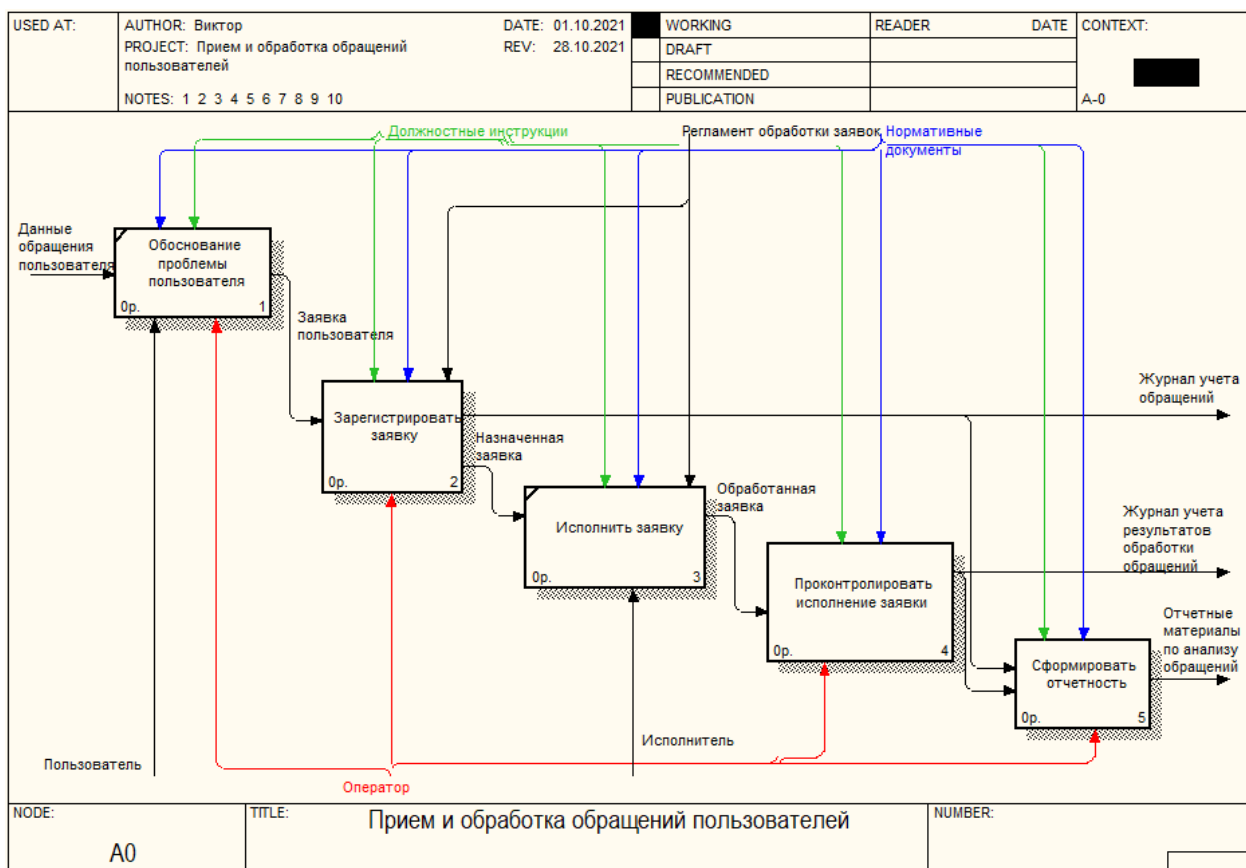 USED AT:
AUTHOR: Виктор
DATE: 01.10.2021
PROJECT: Прием и обработка обращений
пользователей
REV: 28.10.2021
NOTES: 1 2 3 4 5 6 7 8 9 10
WORKING
DRAFT
RECOMMENDED
PUBLICATION
READER
DATE
CONTEXT:
A-0
Должностные инструкции
Регламент обработки заявок
Нормативные
документы
Данные
обращения
пользователя
Обоснование
проблемы
пользователя
0р.
1
Заявка
пользователя
Зарегистрировать
заявку
0р.
2
Журнал учета
обращений
Назначенная
заявка
Исполнить заявку
0р.
3
Обработанная
заявка
Журнал учета
результатов
обработки
обращений
Проконтролировать
исполнение заявки
0р.
4
Отчетные
материалы
по анализу
обращений
Сформировать
отчетность
0р.
5
Пользователь
Оператор
Исполнитель
NODE:
A0
TITLE:
Прием и обработка обращений пользователей
NUMBER: